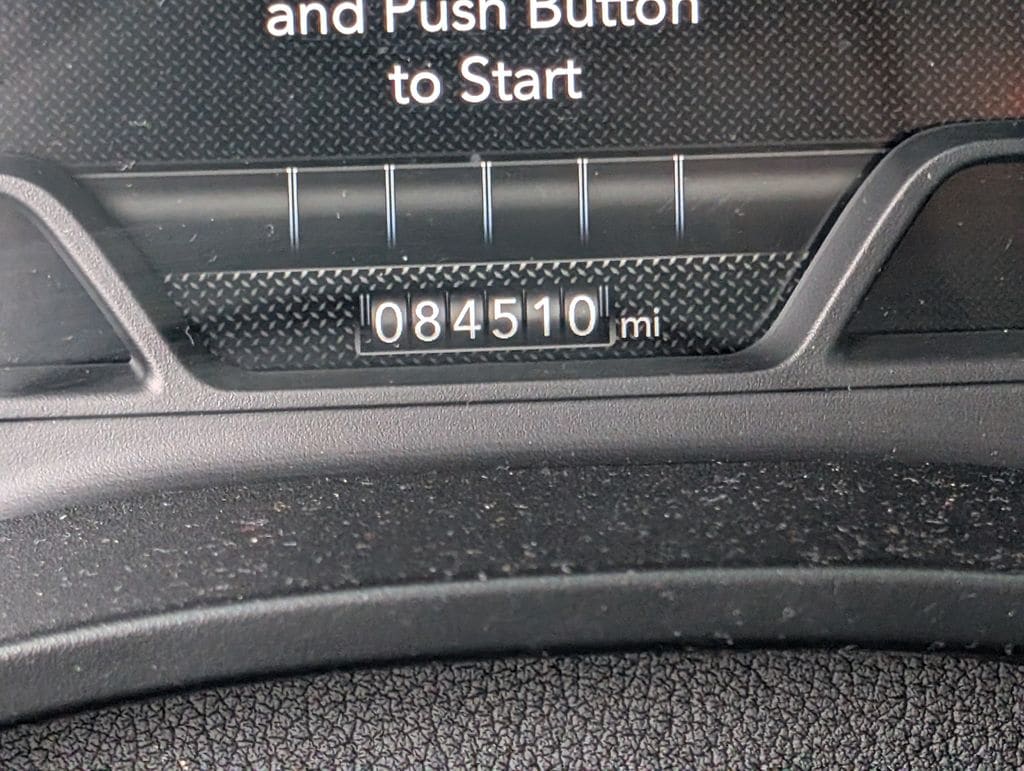 and Push Button
to Start
084510 mi